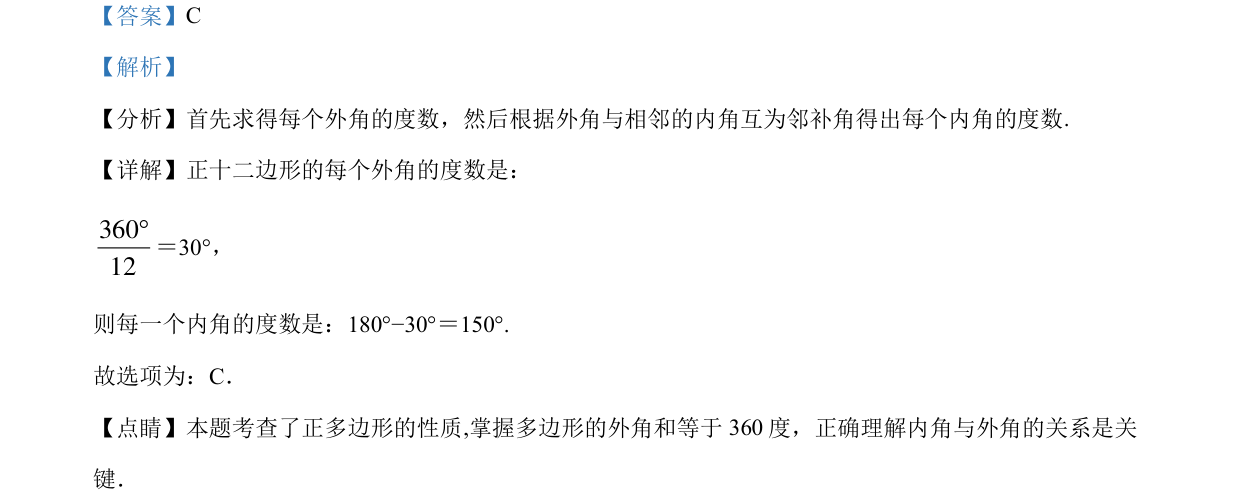 【答案】C
【解析】
【分析】首先求得每个外角的度数，然后根据外角与相邻的内角互为邻补角得出每个内角的度数.
【详解】正十二边形的每个外角的度数是：
360°
12
＝30°，
则每一个内角的度数是：180°−30°＝150°.
故选项为：C．
【点睛】本题考查了正多边形的性质,掌握多边形的外角和等于 360 度，正确理解内角与外角的关系是关
键．